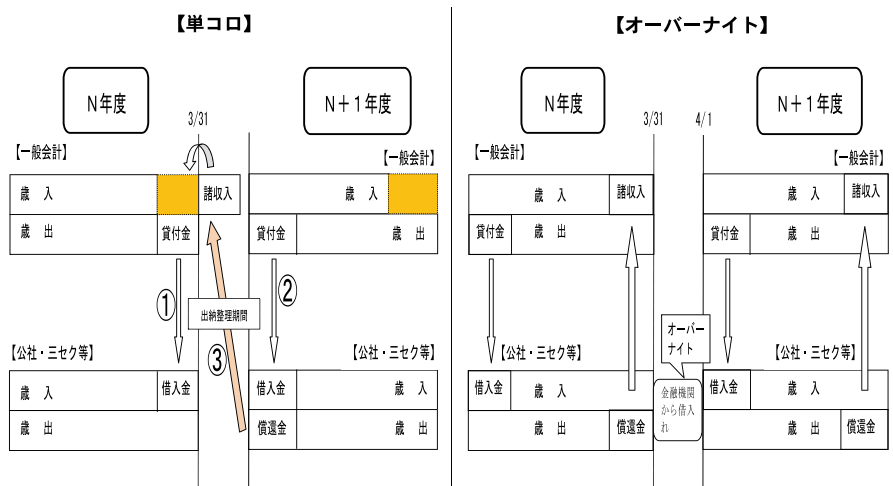 【単コロ】
N年度
N+1年度
3/31
【一般会計】
【一般会計】
歳 入
諸収入
歳 入
歳 出
貸付金
貸付金
歳 出
①
②
出納整理期間
③
【公社・三セク等】
【公社・三セク等】
歳 入
借入金
借入金
歳 入
歳 出
償還金
歳 出
【オーバーナイト】
N年度
N+1年度
3/31
4/1
【一般会計】
【一般会計】
歳 入
諸収入
歳 入
諸収入
貸付金
歳 出
貸付金
歳 出
オーバー
ナイト
【公社・三セク等】
【公社・三セク等】
借入金
歳 入
金融機関
から借入
れ
借入金
歳 入
歳 出
償還金
歳 出
償還金